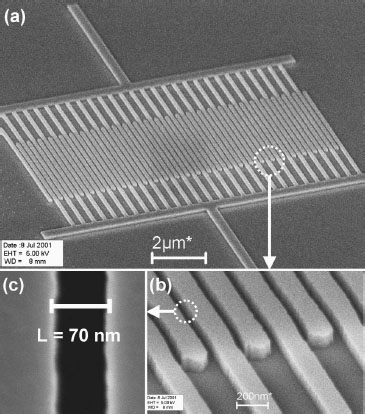 (a)
Date :9 Jul 2001
EHT = 5.00 kV
WD = 9 mm
2µm*
(c)
L = 70 nm
(b)
200nm*